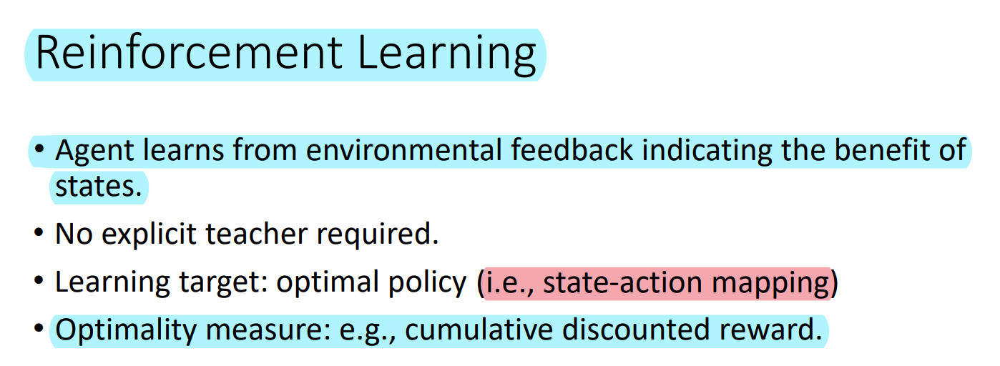 Reinforcement Learning
• Agent learns from environmental feedback indicating the benefit of
states.
• No explicit teacher required.
• Learning target: optimal policy (i.e., state-action mapping)
• Optimality measure: e.g., cumulative discounted reward.